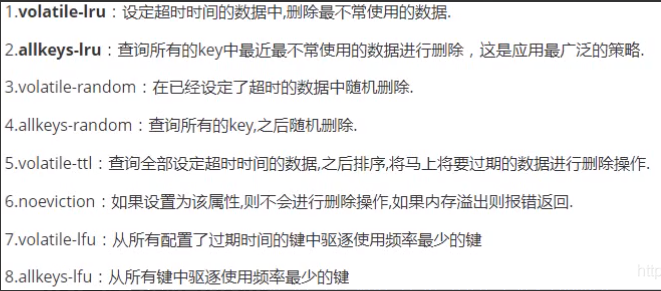 1.volatile-lru：设定超时时间的数据中,删除最不常使用的数据.
2.allkeys-lru：查询所有的key中最近最不常使用的数据进行删除，这是应用最广泛的策略.
3.volatile-random：在已经设定了超时的数据中随机删除.
4.allkeys-random：查询所有的key,之后随机删除.
5.volatile-ttl：查询全部设定超时时间的数据,之后排序,将马上将要过期的数据进行删除操作.
6.noeviction：如果设置为该属性,则不会进行删除操作,如果内存溢出则报错返回.
7.volatile-lfu：从所有配置了过期时间的键中驱逐使用频率最少的键
8.allkeys-lfu：从所有键中驱逐使用频率最少的键